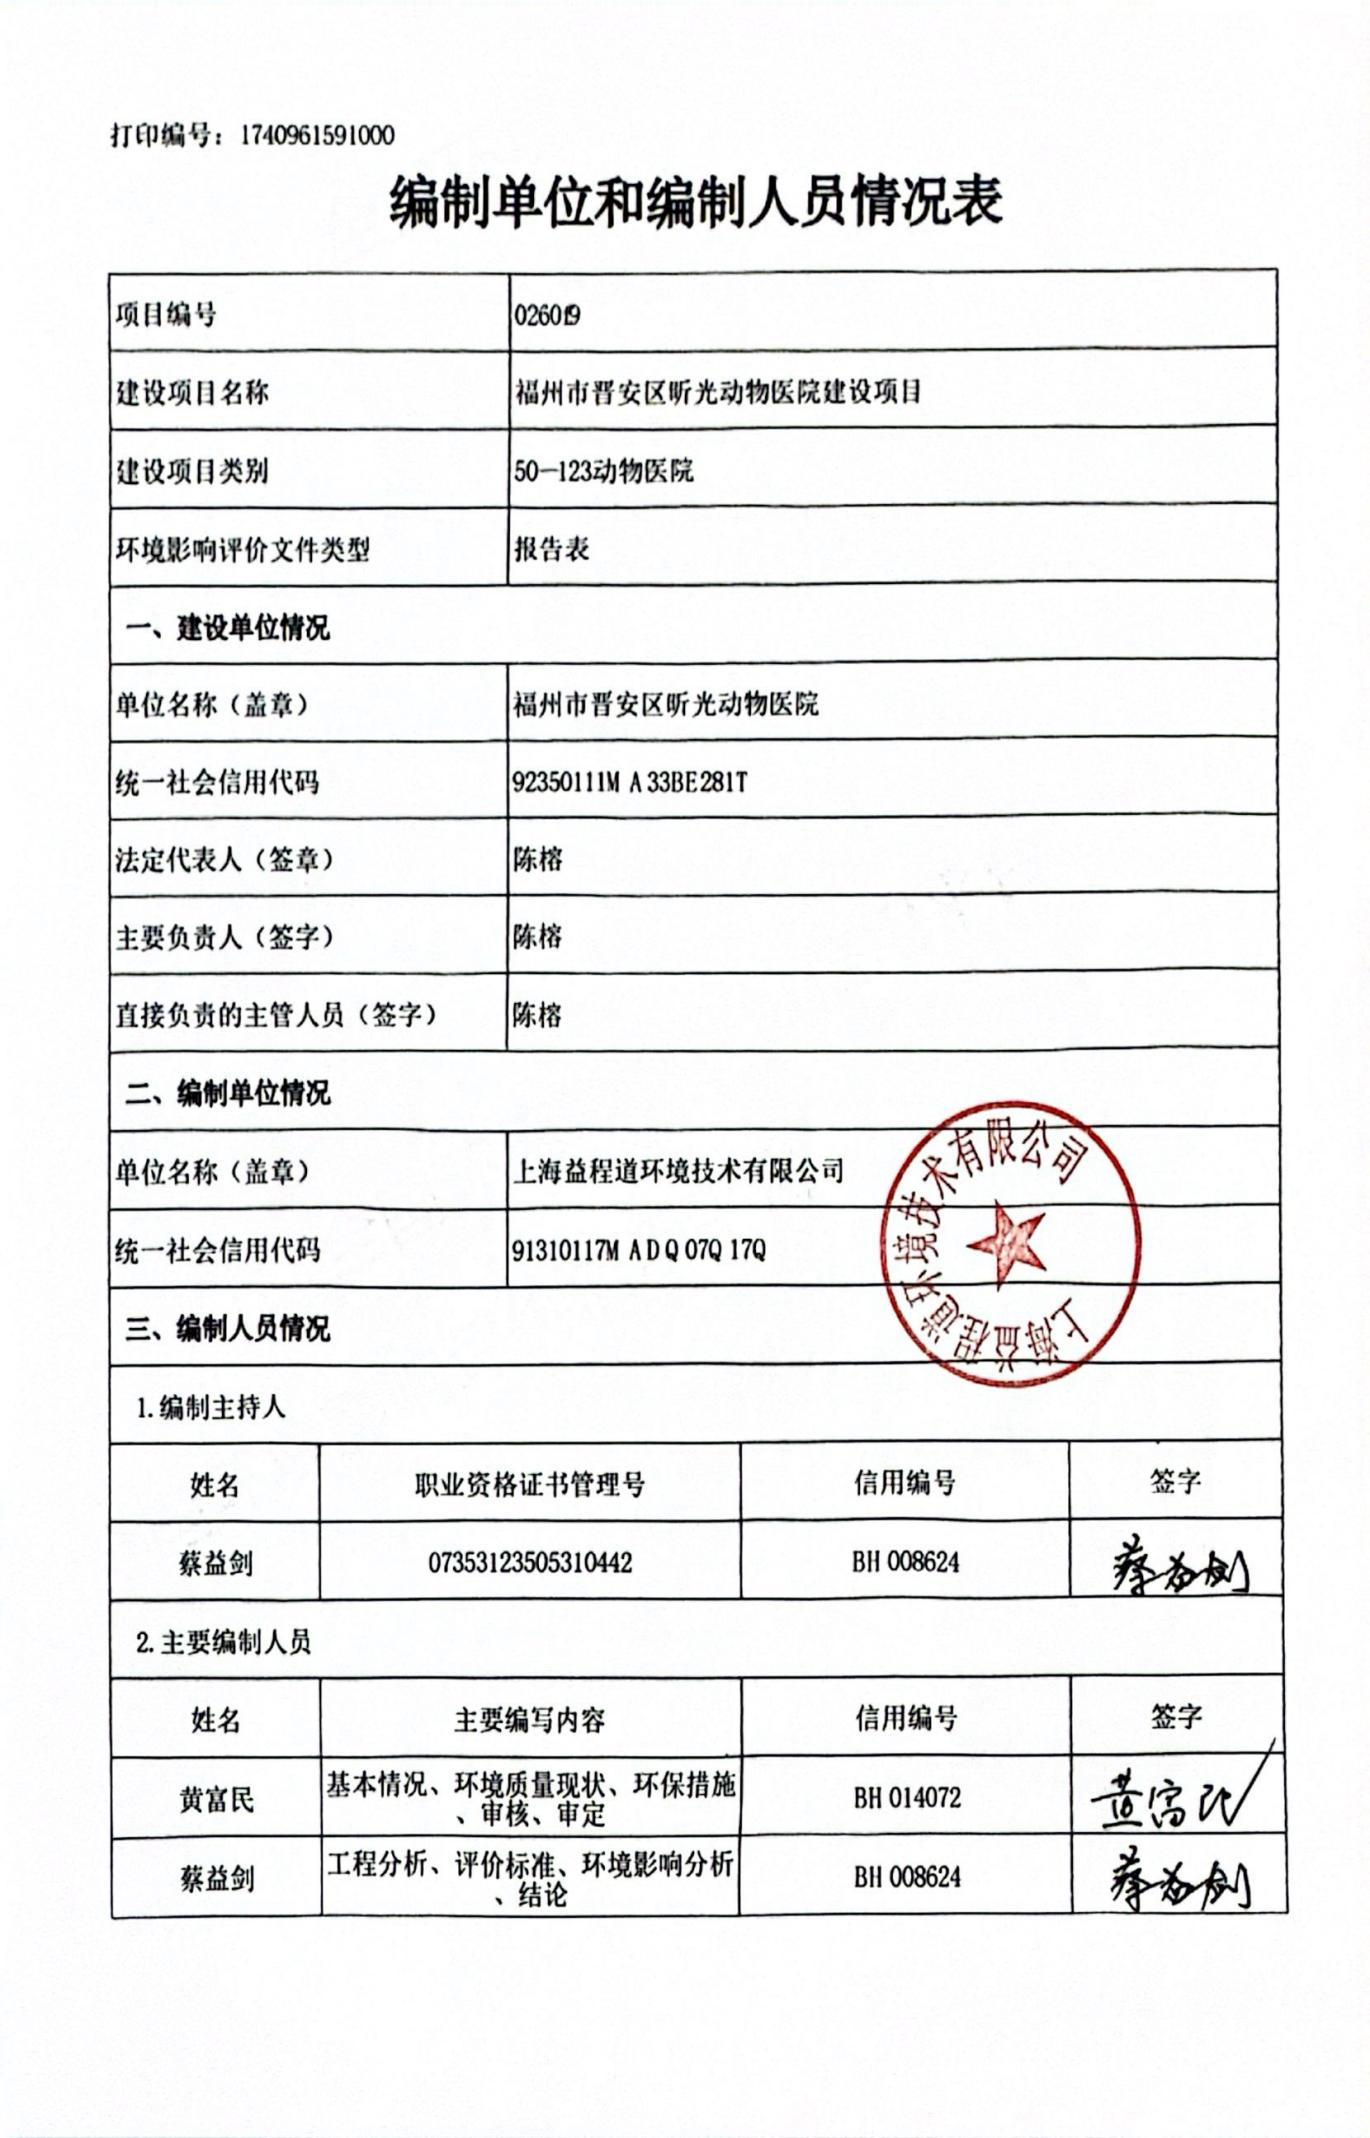 打印编号：1740961591000
编制单位和编制人员情况表
项目编号 026019
建设项目名称 福州市晋安区昕光动物医院建设项目
建设项目类别 50—123动物医院
环境影响评价文件类型 报告表
一、建设单位情况
单位名称（盖章） 福州市晋安区昕光动物医院
统一社会信用代码 92350111MA33BE281T
法定代表人（签章） 陈榕
主要负责人（签字） 陈榕
直接负责的主管人员（签字） 陈榕
二、编制单位情况
单位名称（盖章） 上海益程道环境技术有限公司
统一社会信用代码 91310117MADQ07Q17Q
上海益程道环境技术有限公司
三、编制人员情况
1.编制主持人
姓名 职业资格证书管理号 信用编号 签字
蔡益剑 07353123505310442 BH008624 蔡益剑
2.主要编制人员
姓名 主要编写内容 信用编号 签字
黄富民 基本情况、环境质量现状、环保措施
、审核、审定 BH014072 黄富民
蔡益剑 工程分析、评价标准、环境影响分析
、结论 BH008624 蔡益剑